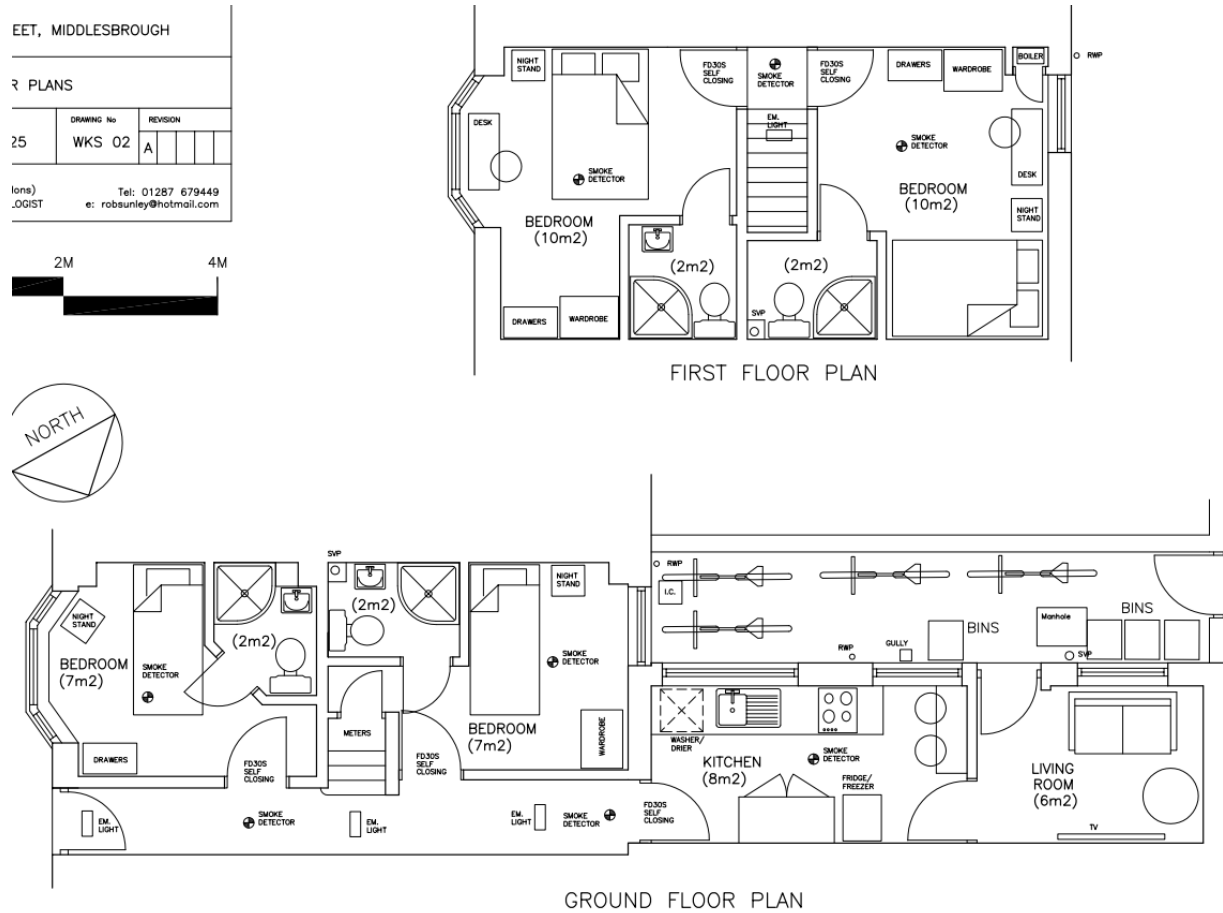 EET, MIDDLESBROUGH
R PLANS
DRAWING No
REVISION
25
WKS 02
A
lons)
LOGIST
Tel: 01287 679449
e: robsunley@hotmail.com
2M
4M
NORTH
NIGHT
STAND
FD30S
SELF
CLOSING
SMOKE
DETECTOR
FD30S
SELF
CLOSING
DRAWERS
WARDROBE
BOILER
RWP
DESK
EM.
LIGHT
SMOKE
DETECTOR
SMOKE
DETECTOR
DESK
BEDROOM
(10m2)
BEDROOM
(10m2)
NIGHT
STAND
(2m2)
(2m2)
DRAWERS
WARDROBE
SVP
FIRST FLOOR PLAN
SVP
NIGHT
STAND
RWP
I.C.
NIGHT
STAND
(2m2)
(2m2)
BINS
Manhole
BINS
BEDROOM
(7m2)
SMOKE
DETECTOR
SMOKE
DETECTOR
RWP
GULLY
SVP
METERS
BEDROOM
(7m2)
WARDROBE
WASHER/
DRIER
DRAWERS
FD30S
SELF
CLOSING
FD30S
SELF
CLOSING
KITCHEN
(8m2)
SMOKE
DETECTOR
FRIDGE/
FREEZER
LIVING
ROOM
(6m2)
EM.
LIGHT
SMOKE
DETECTOR
EM.
LIGHT
EM.
LIGHT
SMOKE
DETECTOR
FD30S
SELF
CLOSING
TV
GROUND FLOOR PLAN